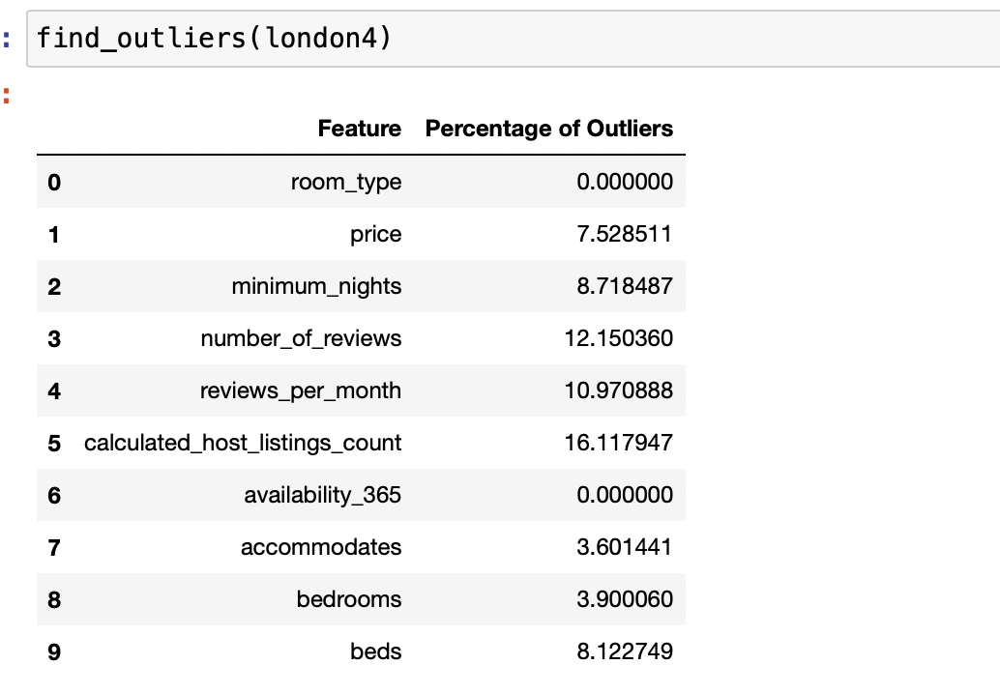 : find_outliers(london4)
:
Feature Percentage of Outliers
0 room_type 0.000000
1 price 7.528511
2 minimum_nights 8.718487
3 number_of_reviews 12.150360
4 reviews_per_month 10.970888
5 calculated_host_listings_count 16.117947
6 availability_365 0.000000
7 accommodates 3.601441
8 bedrooms 3.900060
9 beds 8.122749